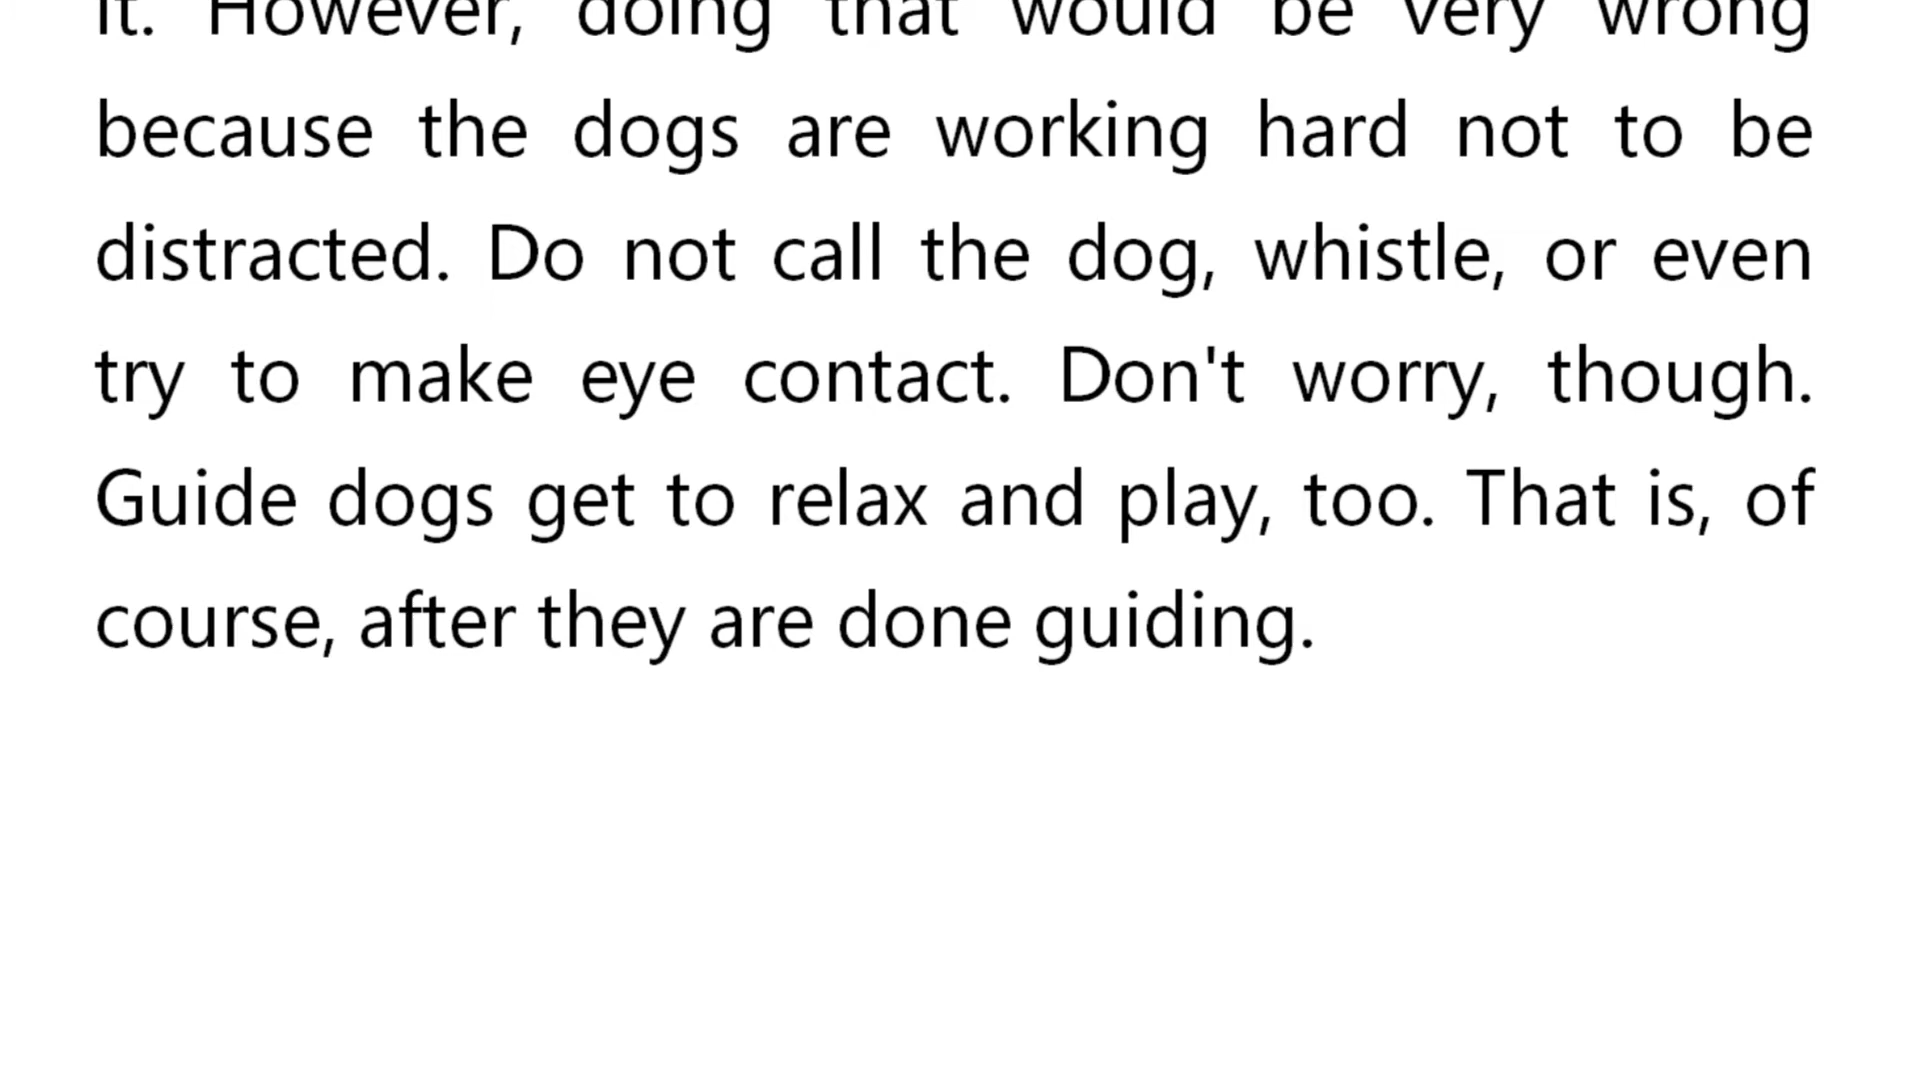 it. However, doing that would be very wrong
because the dogs are working hard not to be
distracted. Do not call the dog, whistle, or even
try to make eye contact. Don't worry, though.
Guide dogs get to relax and play, too. That is, of
course, after they are done guiding.